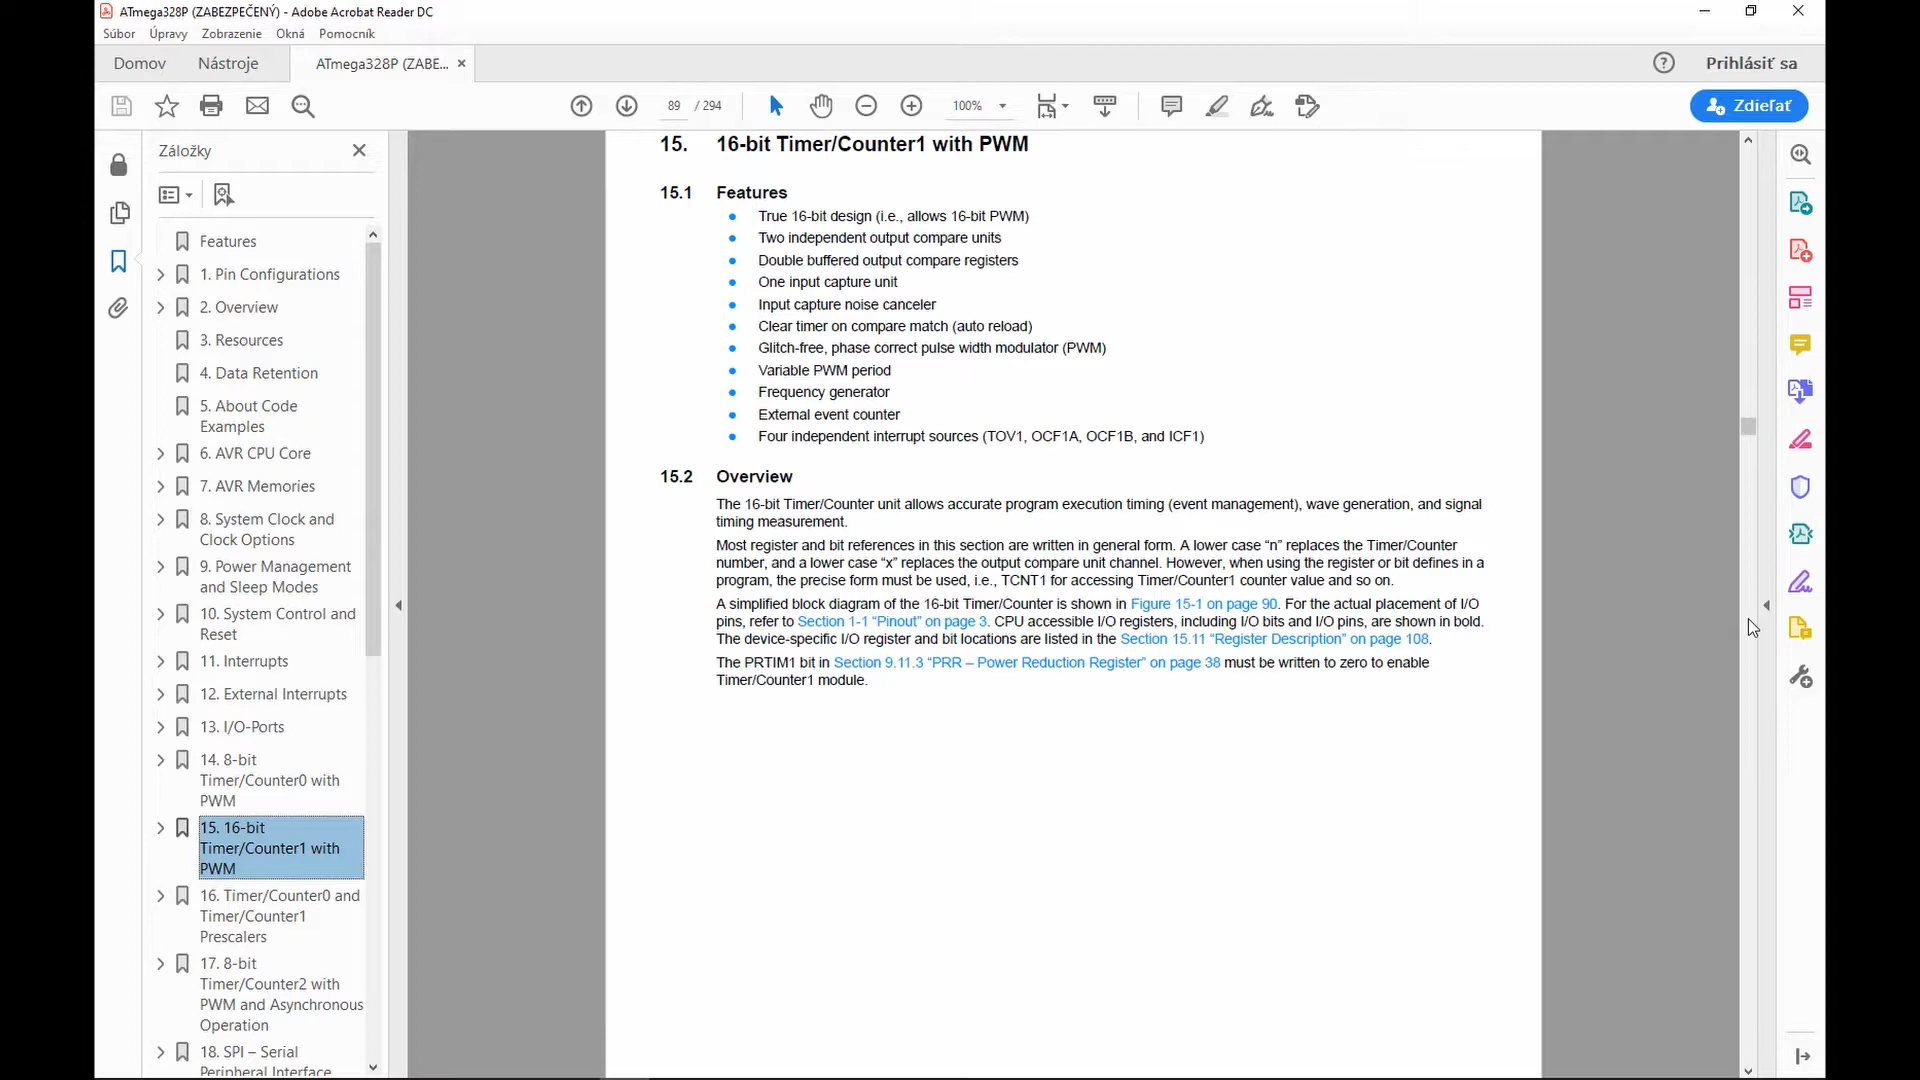 ATmega328P (ZABEZPEČENÝ) - Adobe Acrobat Reader DC
Súbor Úpravy Zobrazenie Okná Pomocník
Domov Nástroje ATmega328P (ZABE... Prihlásiť sa
89 / 294 100% Zdieľať
Záložky
Features
1. Pin Configurations
2. Overview
3. Resources
4. Data Retention
5. About Code
Examples
6. AVR CPU Core
7. AVR Memories
8. System Clock and
Clock Options
9. Power Management
and Sleep Modes
10. System Control and
Reset
11. Interrupts
12. External Interrupts
13. I/O-Ports
14. 8-bit
Timer/Counter0 with
PWM
15. 16-bit
Timer/Counter1 with
PWM
16. Timer/Counter0 and
Timer/Counter1
Prescalers
17. 8-bit
Timer/Counter2 with
PWM and Asynchronous
Operation
18. SPI – Serial
Peripheral Interface
15. 16-bit Timer/Counter1 with PWM
15.1 Features
● True 16-bit design (i.e., allows 16-bit PWM)
● Two independent output compare units
● Double buffered output compare registers
● One input capture unit
● Input capture noise canceler
● Clear timer on compare match (auto reload)
● Glitch-free, phase correct pulse width modulator (PWM)
● Variable PWM period
● Frequency generator
● External event counter
● Four independent interrupt sources (TOV1, OCF1A, OCF1B, and ICF1)
15.2 Overview
The 16-bit Timer/Counter unit allows accurate program execution timing (event management), wave generation, and signal
timing measurement.
Most register and bit references in this section are written in general form. A lower case “n” replaces the Timer/Counter
number, and a lower case “x” replaces the output compare unit channel. However, when using the register or bit defines in a
program, the precise form must be used, i.e., TCNT1 for accessing Timer/Counter1 counter value and so on.
A simplified block diagram of the 16-bit Timer/Counter is shown in Figure 15-1 on page 90. For the actual placement of I/O
pins, refer to Section 1-1 “Pinout” on page 3. CPU accessible I/O registers, including I/O bits and I/O pins, are shown in bold.
The device-specific I/O register and bit locations are listed in the Section 15.11 “Register Description” on page 108.
The PRTIM1 bit in Section 9.11.3 “PRR – Power Reduction Register” on page 38 must be written to zero to enable
Timer/Counter1 module.